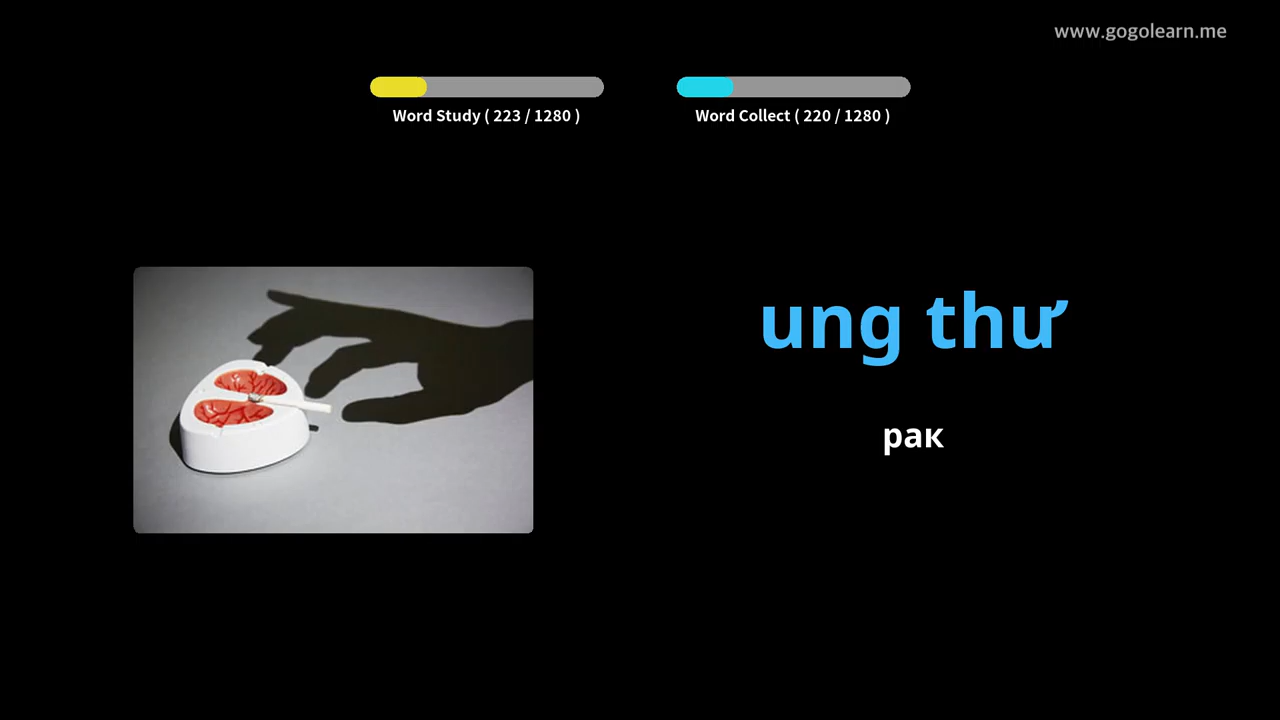 www.gogolearn.me
Word Study ( 223 / 1280 )
Word Collect ( 220 / 1280 )
ung thư
рак